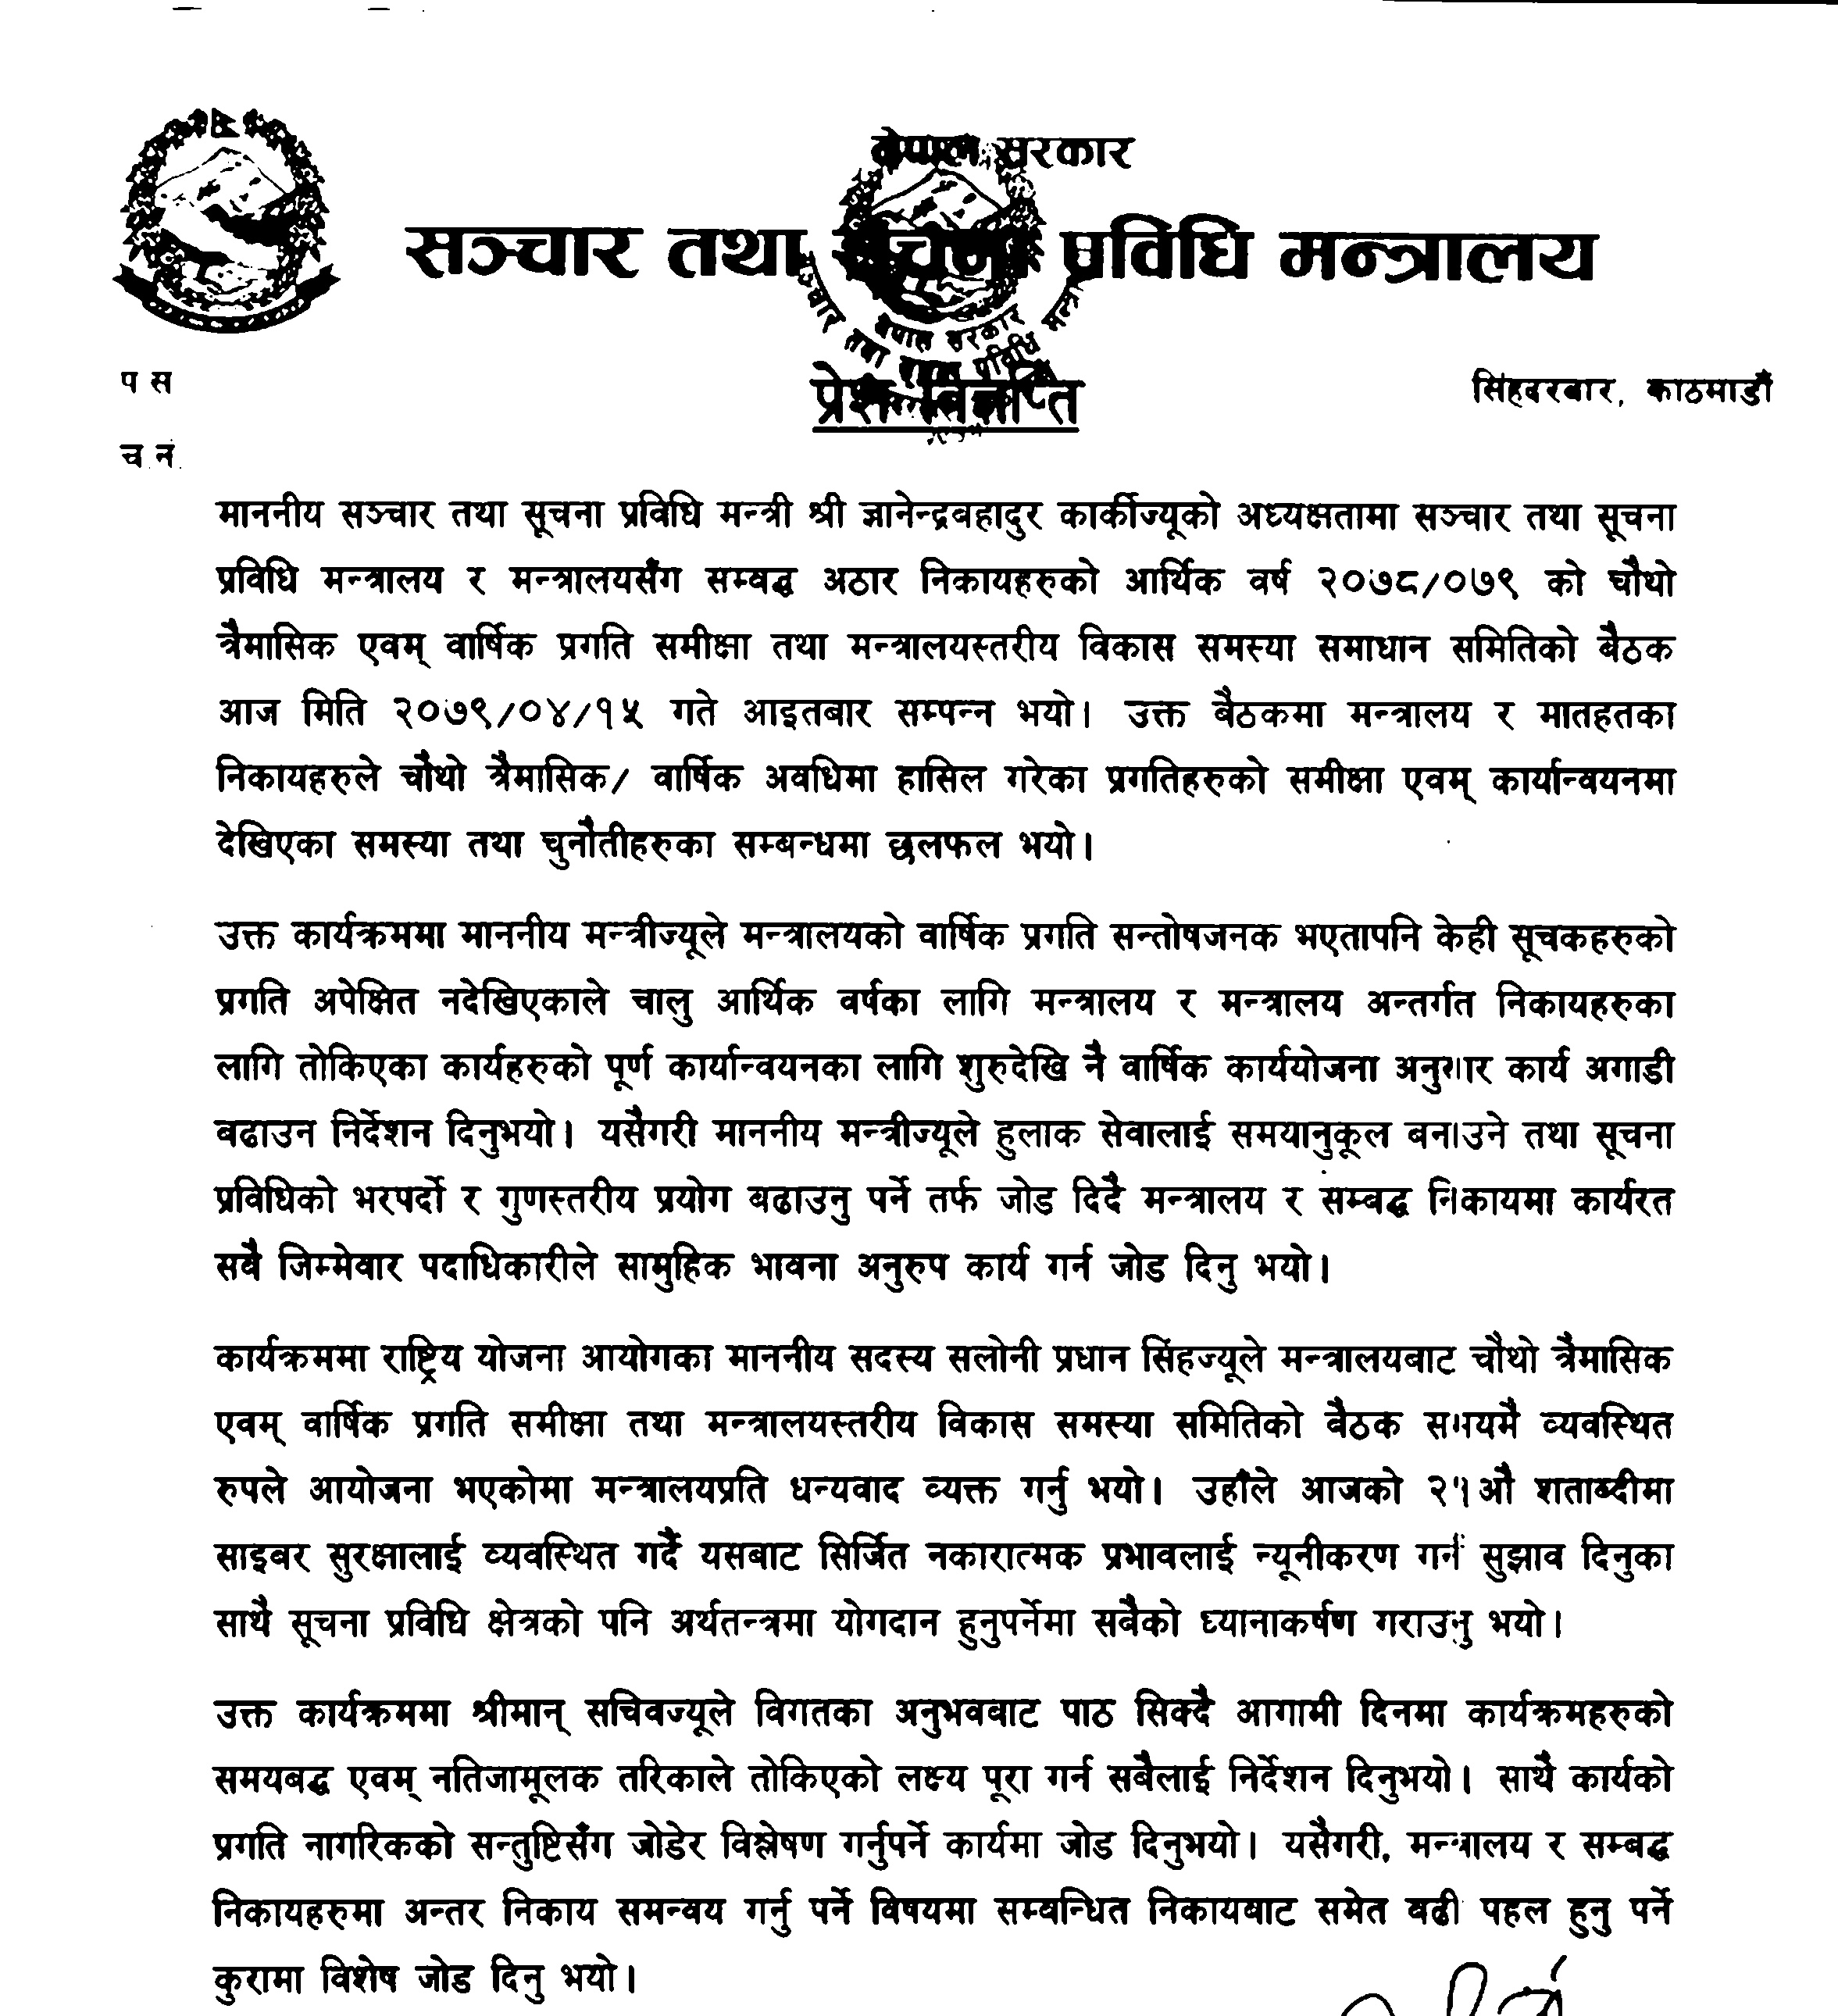 नेपाल सरकार
सञ्चार तथा सूचना प्रविधि मन्त्रालय
नेपाल सरकार
सञ्चार तथा सूचना प्रविधि मन्त्रालय
प स
प्रेस विज्ञप्ति
सिंहदरबार, काठमाडौं
च.नं.
माननीय सञ्चार तथा सूचना प्रविधि मन्त्री श्री ज्ञानेन्द्रबहादुर कार्कीज्यूको अध्यक्षतामा सञ्चार तथा सूचना
प्रविधि मन्त्रालय र मन्त्रालयसँग सम्वद्ध अठार निकायहरुको आर्थिक वर्ष २०७८/०७९ को चौथो
त्रैमासिक एवम् वार्षिक प्रगति समीक्षा तथा मन्त्रालयस्तरीय विकास समस्या समाधान समितिको बैठक
आज मिति २०७९/०४/१५ गते आइतबार सम्पन्न भयो। उक्त बैठकमा मन्त्रालय र मातहतका
निकायहरुले चौथो त्रैमासिक/ वार्षिक अवधिमा हासिल गरेका प्रगतिहरुको समीक्षा एवम् कार्यान्वयनमा
देखिएका समस्या तथा चुनौतीहरुका सम्बन्धमा छलफल भयो।
उक्त कार्यक्रममा माननीय मन्त्रीज्यूले मन्त्रालयको वार्षिक प्रगति सन्तोषजनक भएतापनि केही सूचकहरुको
प्रगति अपेक्षित नदेखिएकाले चालु आर्थिक वर्षका लागि मन्त्रालय र मन्त्रालय अन्तर्गत निकायहरुका
लागि तोकिएका कार्यहरुको पूर्ण कार्यान्वयनका लागि शुरुदेखि नै वार्षिक कार्ययोजना अनुसार कार्य अगाडी
बढाउन निर्देशन दिनुभयो। यसैगरी माननीय मन्त्रीज्यूले हुलाक सेवालाई समयानुकूल बनाउने तथा सूचना
प्रविधिको भरपर्दो र गुणस्तरीय प्रयोग बढाउनु पर्ने तर्फ जोड दिदै मन्त्रालय र सम्वद्ध निकायमा कार्यरत
सबै जिम्मेवार पदाधिकारीले सामुहिक भावना अनुरुप कार्य गर्न जोड दिनु भयो।
कार्यक्रममा राष्ट्रिय योजना आयोगका माननीय सदस्य सलोनी प्रधान सिंहज्यूले मन्त्रालयबाट चौथो त्रैमासिक
एवम् वार्षिक प्रगति समीक्षा तथा मन्त्रालयस्तरीय विकास समस्या समितिको बैठक समयमै व्यवस्थित
रुपले आयोजना भएकोमा मन्त्रालयप्रति धन्यवाद व्यक्त गर्नु भयो। उहाँले आजको २१औ शताब्दीमा
साइबर सुरक्षालाई व्यवस्थित गर्दै यसबाट सिर्जित नकारात्मक प्रभावलाई न्यूनीकरण गर्न सुझाव दिनुका
साथै सूचना प्रविधि क्षेत्रको पनि अर्थतन्त्रमा योगदान हुनुपर्नेमा सबैको ध्यानाकर्षण गराउनु भयो।
उक्त कार्यक्रममा श्रीमान् सचिवज्यूले विगतका अनुभवबाट पाठ सिक्दै आगामी दिनमा कार्यक्रमहरुको
समयबद्ध एवम् नतिजामूलक तरिकाले तोकिएको लक्ष्य पूरा गर्न सबैलाई निर्देशन दिनुभयो। साथै कार्यको
प्रगति नागरिकको सन्तुष्टिसँग जोडेर विश्लेषण गर्नुपर्ने कार्यमा जोड दिनुभयो। यसैगरी, मन्त्रालय र सम्बद्ध
निकायहरुमा अन्तर निकाय समन्वय गर्नु पर्ने विषयमा सम्बन्धित निकायबाट समेत बढी पहल हुनु पर्ने
कुरामा विशेष जोड दिनु भयो।